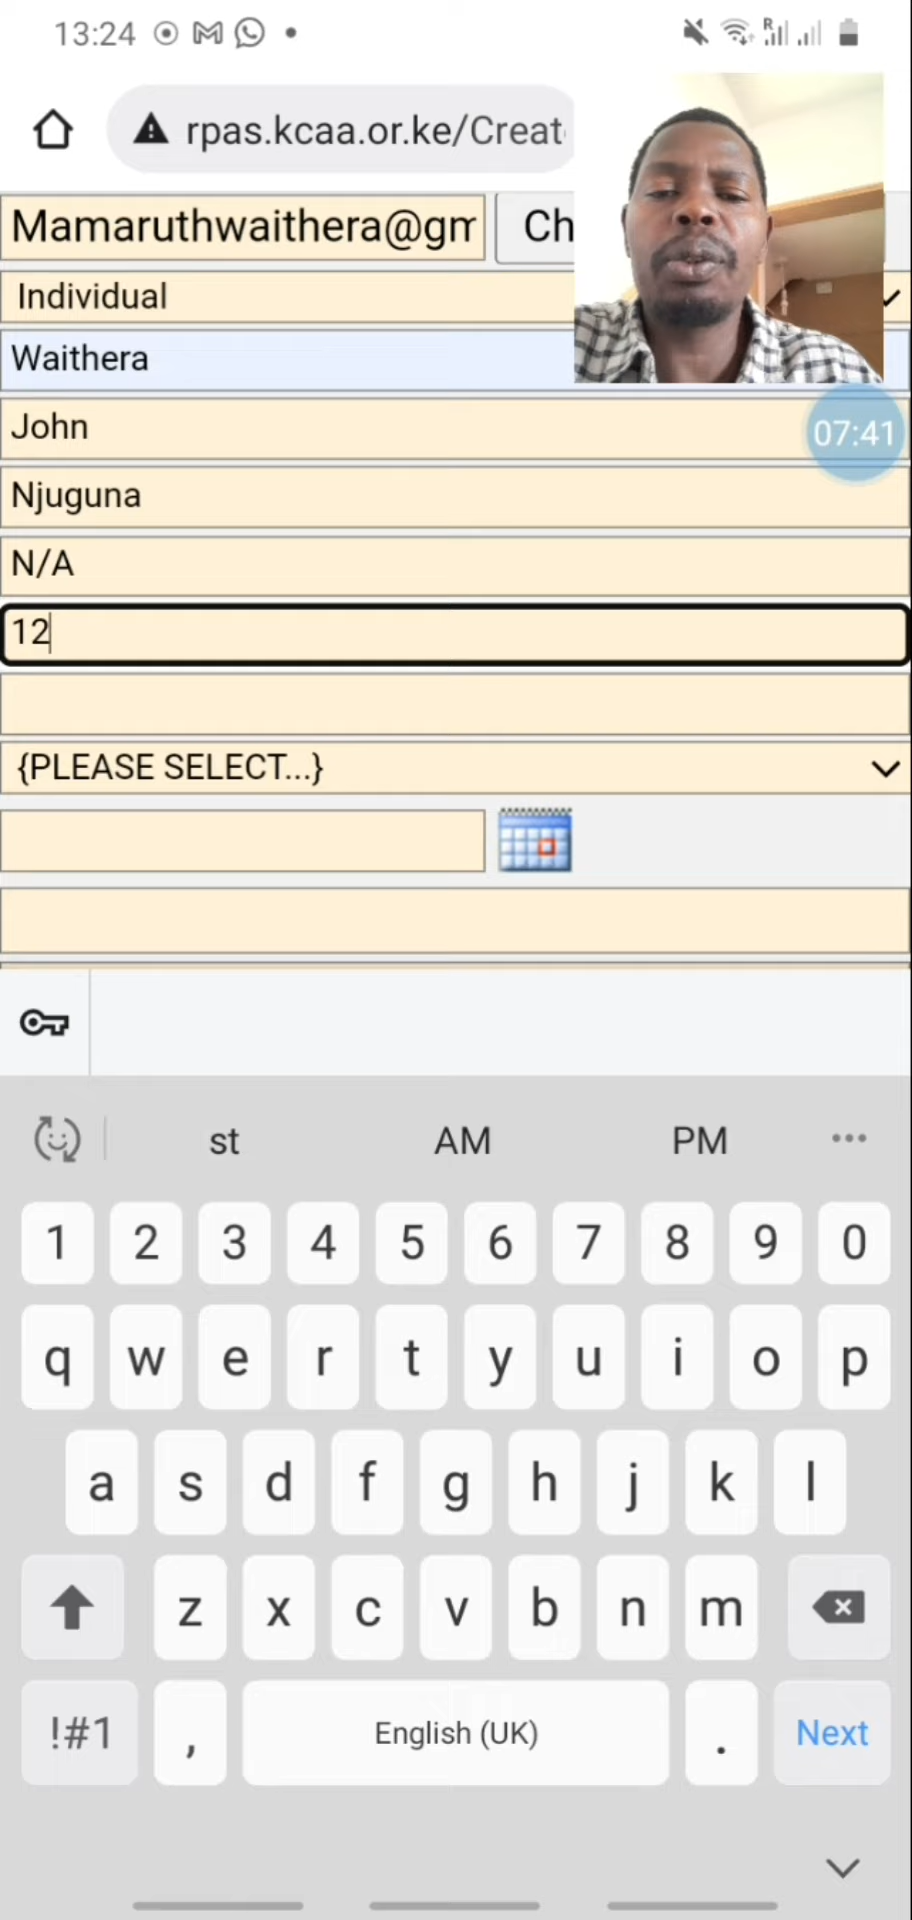 13:24
R
rpas.kcaa.or.ke/Creat
Mamaruthwaithera@gm
Ch
Individual
Waithera
John
07:41
Njuguna
N/A
12
{PLEASE SELECT...}
st AM PM
1 2 3 4 5 6 7 8 9 0
q w e r t y u i o p
a s d f g h j k l
z x c v b n m
!#1 , English (UK) . Next